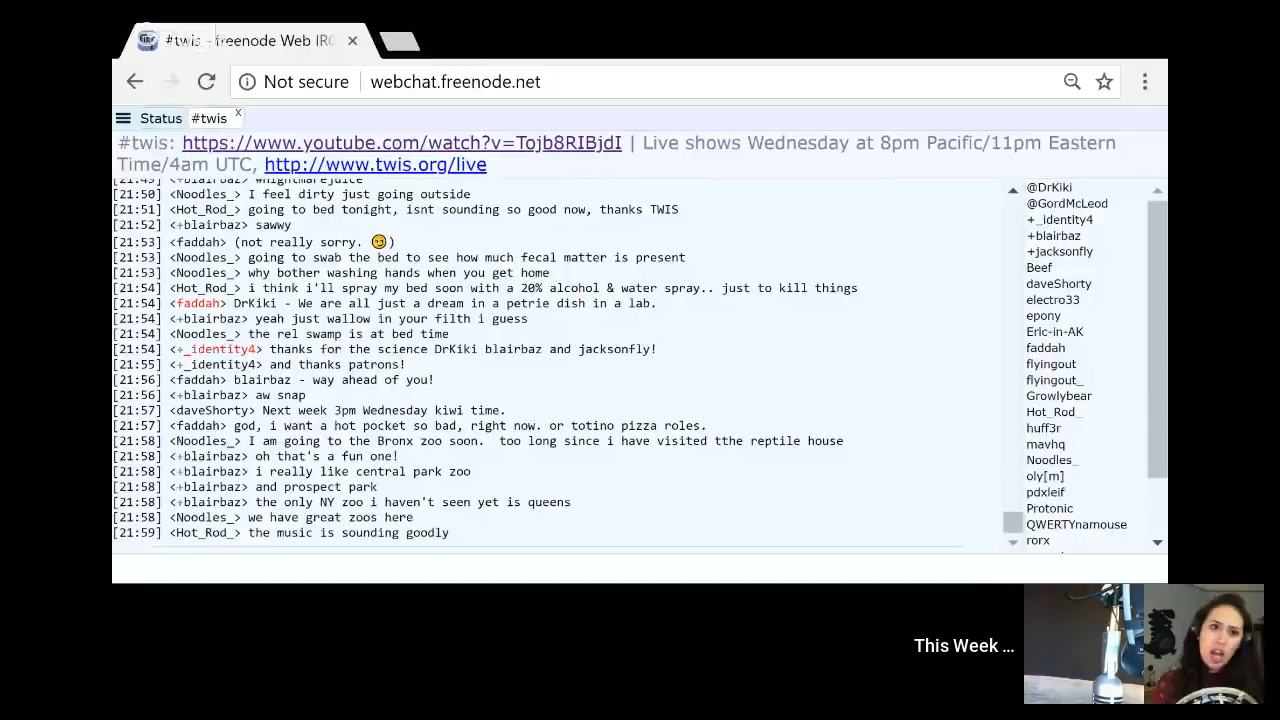 #twis - freenode Web IRC
Not secure webchat.freenode.net
Status #twis x
#twis: https://www.youtube.com/watch?v=Tojb8RIBjdI | Live shows Wednesday at 8pm Pacific/11pm Eastern
Time/4am UTC, http://www.twis.org/live
[21:49] <+blairbaz> #nightmarejuice
[21:50] <Noodles_> I feel dirty just going outside
[21:51] <Hot_Rod_> going to bed tonight, isnt sounding so good now, thanks TWIS
[21:52] <+blairbaz> sawwy
[21:53] <faddah> (not really sorry. 😏)
[21:53] <Noodles_> going to swab the bed to see how much fecal matter is present
[21:53] <Noodles_> why bother washing hands when you get home
[21:54] <Hot_Rod_> i think i'll spray my bed soon with a 20% alcohol & water spray.. just to kill things
[21:54] <faddah> DrKiki - We are all just a dream in a petrie dish in a lab.
[21:54] <+blairbaz> yeah just wallow in your filth i guess
[21:54] <Noodles_> the rel swamp is at bed time
[21:54] <+_identity4> thanks for the science DrKiki blairbaz and jacksonfly!
[21:55] <+_identity4> and thanks patrons!
[21:56] <faddah> blairbaz - way ahead of you!
[21:56] <+blairbaz> aw snap
[21:57] <daveShorty> Next week 3pm Wednesday kiwi time.
[21:57] <faddah> god, i want a hot pocket so bad, right now. or totino pizza roles.
[21:58] <Noodles_> I am going to the Bronx zoo soon.  too long since i have visited tthe reptile house
[21:58] <+blairbaz> oh that's a fun one!
[21:58] <+blairbaz> i really like central park zoo
[21:58] <+blairbaz> and prospect park
[21:58] <+blairbaz> the only NY zoo i haven't seen yet is queens
[21:58] <Noodles_> we have great zoos here
[21:59] <Hot_Rod_> the music is sounding goodly
@DrKiki
@GordMcLeod
+_identity4
+blairbaz
+jacksonfly
Beef
daveShorty
electro33
epony
Eric-in-AK
faddah
flyingout
flyingout_
Growlybear
Hot_Rod_
huff3r
mavhq
Noodles_
oly[m]
pdxleif
Protonic
QWERTYnamouse
rorx
This Week ...